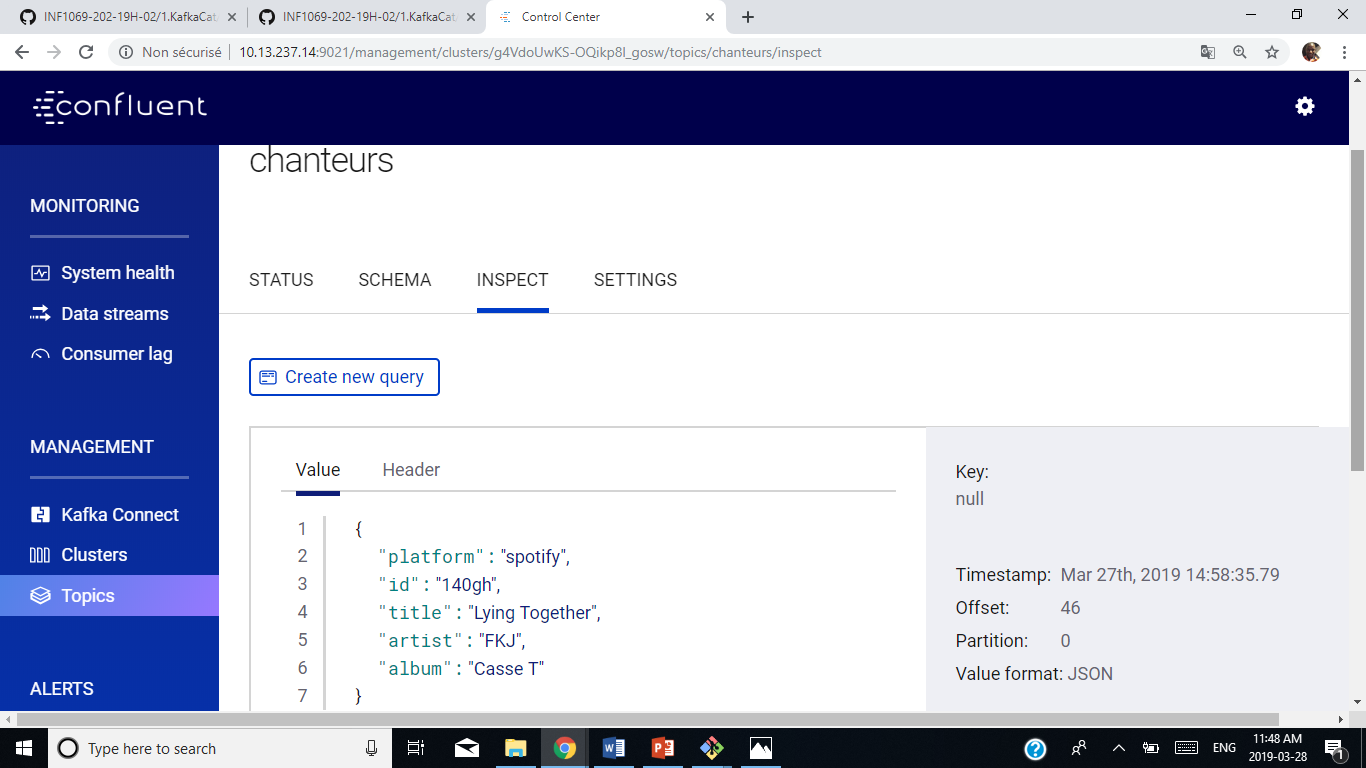 INF1069-202-19H-02/1.KafkaCat
INF1069-202-19H-02/1.KafkaCat
Control Center
Non sécurisé
10.13.237.14:9021/management/clusters/g4VdoUwKS-OQikp8I_gosw/topics/chanteurs/inspect
confluent
chanteurs
MONITORING
System health
Data streams
Consumer lag
MANAGEMENT
Kafka Connect
Clusters
Topics
ALERTS
STATUS SCHEMA INSPECT SETTINGS
Create new query
Value Header
1 {
2 "platform" : "spotify",
3 "id" : "140gh",
4 "title" : "Lying Together",
5 "artist" : "FKJ",
6 "album" : "Casse T"
7 }
Key:
null
Timestamp: Mar 27th, 2019 14:58:35.79
Offset: 46
Partition: 0
Value format: JSON
Type here to search
ENG
11:48 AM
2019-03-28
1